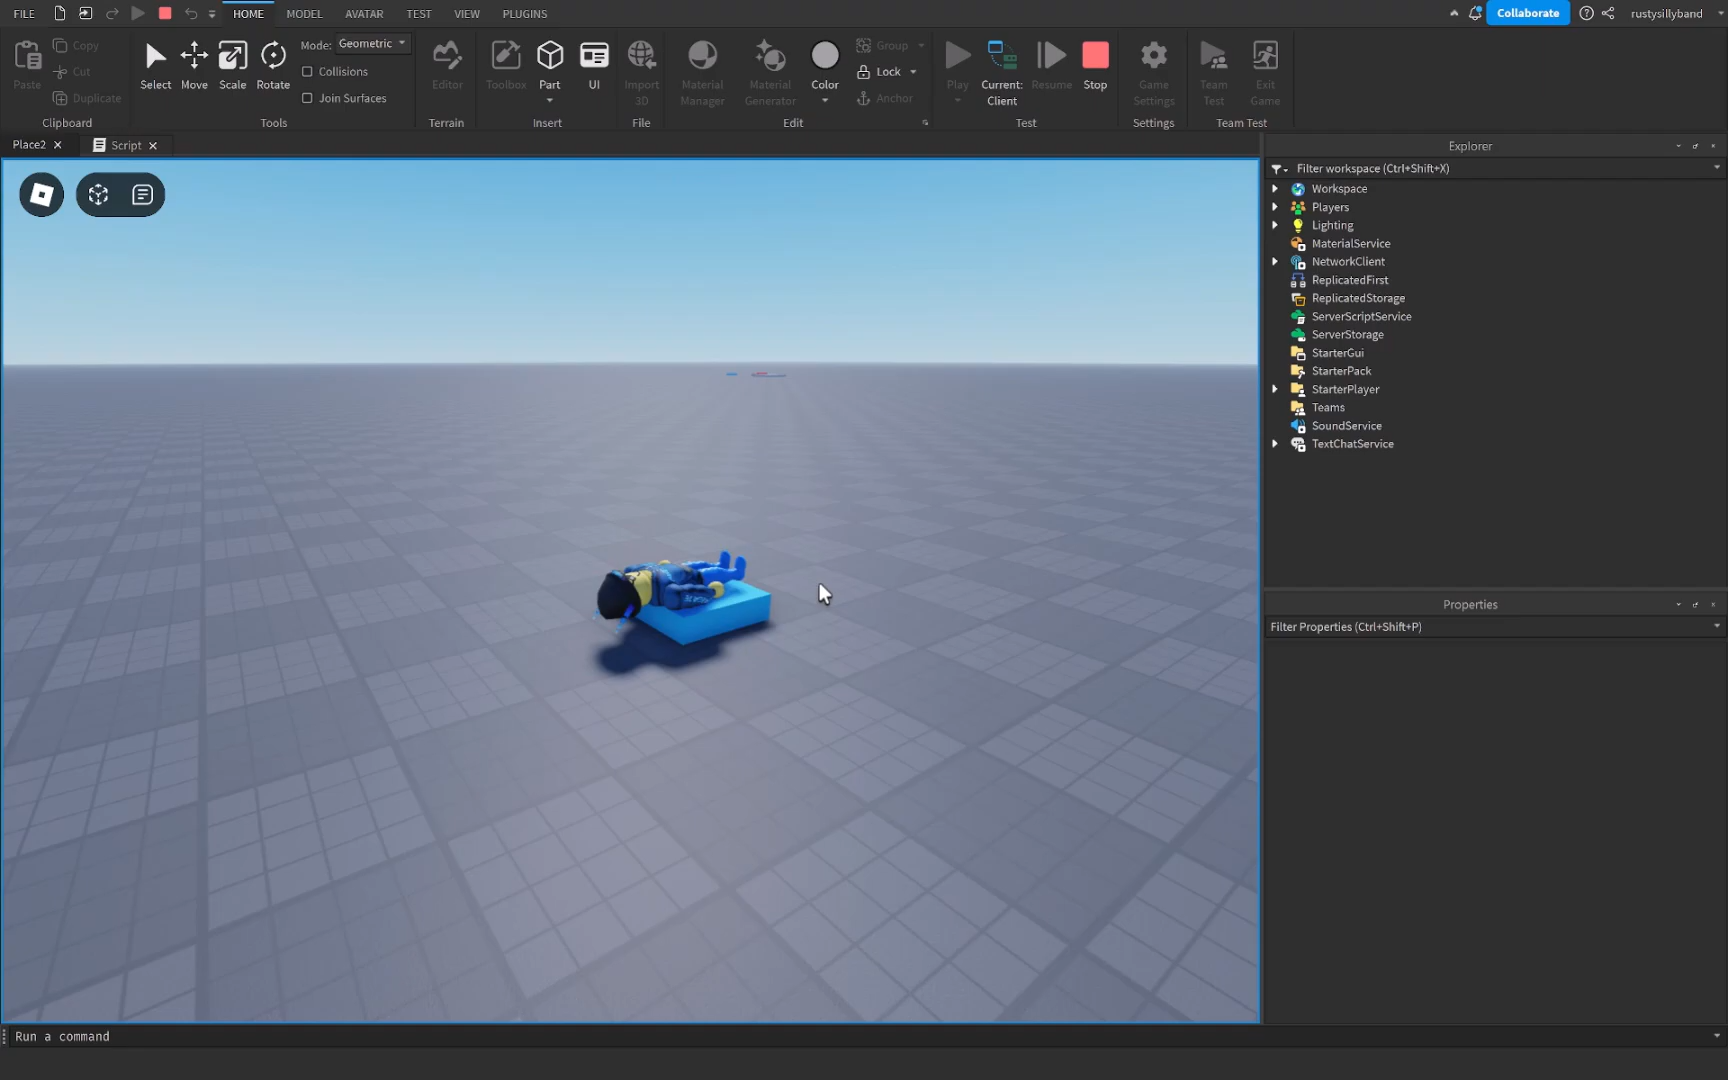 FILE HOME MODEL AVATAR TEST VIEW PLUGINS Collaborate rustysillyband
Paste Copy Cut Duplicate Clipboard
Select Move Scale Rotate Mode: Geometric Collisions Join Surfaces Tools
Editor Terrain
Toolbox Part UI Insert
Import 3D File
Material Manager Material Generator Color Group Lock Anchor Edit
Play Current: Client Resume Stop Test
Game Settings Settings
Team Test Exit Game Team Test
Place2 Script
Explorer
Filter workspace (Ctrl+Shift+X)
Workspace
Players
Lighting
MaterialService
NetworkClient
ReplicatedFirst
ReplicatedStorage
ServerScriptService
ServerStorage
StarterGui
StarterPack
StarterPlayer
Teams
SoundService
TextChatService
Properties
Filter Properties (Ctrl+Shift+P)
Run a command